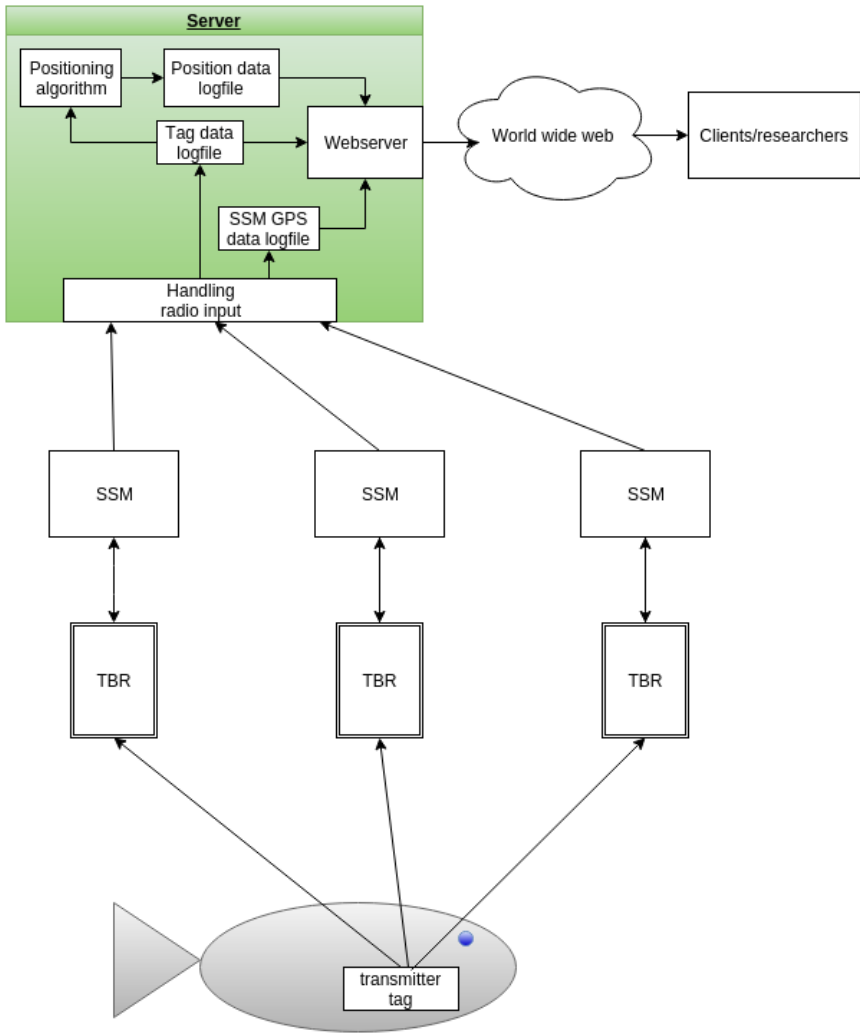 Server
Positioning
algorithm
Position data
logfile
Tag data
logfile
Webserver
World wide web
Clients/researchers
SSM GPS
data logfile
Handling
radio input
SSM
SSM
SSM
TBR
TBR
TBR
transmitter
tag